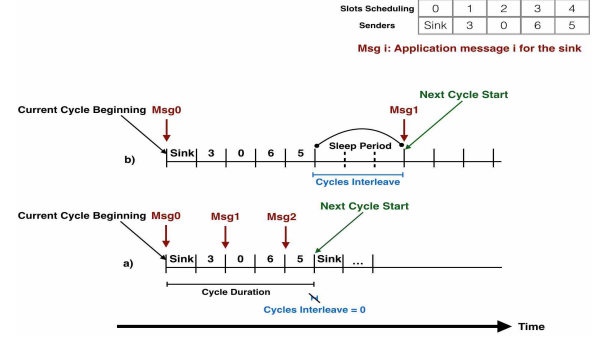 Slots Scheduling 0 1 2 3 4
Senders Sink 3 0 6 5
Msg i: Application message i for the sink
Next Cycle Start
Current Cycle Beginning Msg0 Msg1
Sleep Period
b) Sink 3 0 6 5
Cycles Interleave
Next Cycle Start
Current Cycle Beginning Msg0 Msg1 Msg2
a) Sink 3 0 6 5 Sink ...
Cycle Duration
Cycles Interleave = 0
Time